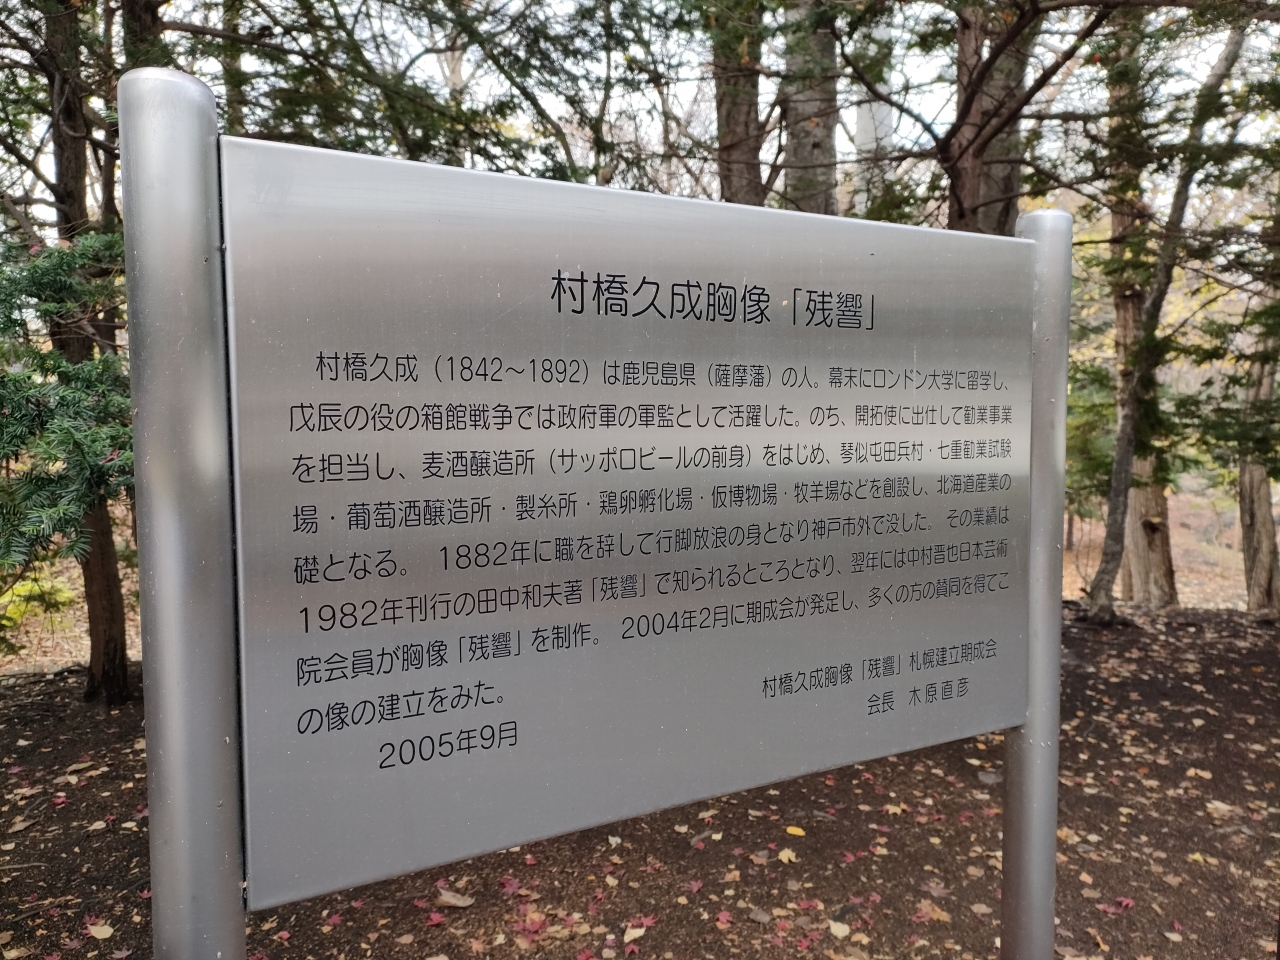 村橋久成胸像「残響」
村橋久成（1842〜1892）は鹿児島県（薩摩藩）の人。幕末にロンドン大学に留学し、
戊辰の役の箱館戦争では政府軍の軍監として活躍した。のち、開拓使に出仕して勧業事業
を担当し、麦酒醸造所（サッポロビールの前身）をはじめ、琴似屯田兵村・七重勧業試験
場・葡萄酒醸造所・製糸所・鶏卵孵化場・仮博物場・牧羊場などを創設し、北海道産業の
礎となる。 1882年に職を辞して行脚放浪の身となり神戸市外で没した。その業績は
1982年刊行の田中和夫著「残響」で知られるところとなり、翌年には中村晋也日本芸術
院会員が胸像「残響」を制作。 2004年2月に期成会が発足し、多くの方の賛同を得てこ
の像の建立をみた。
2005年9月
村橋久成胸像「残響」札幌建立期成会
会長 木原直彦